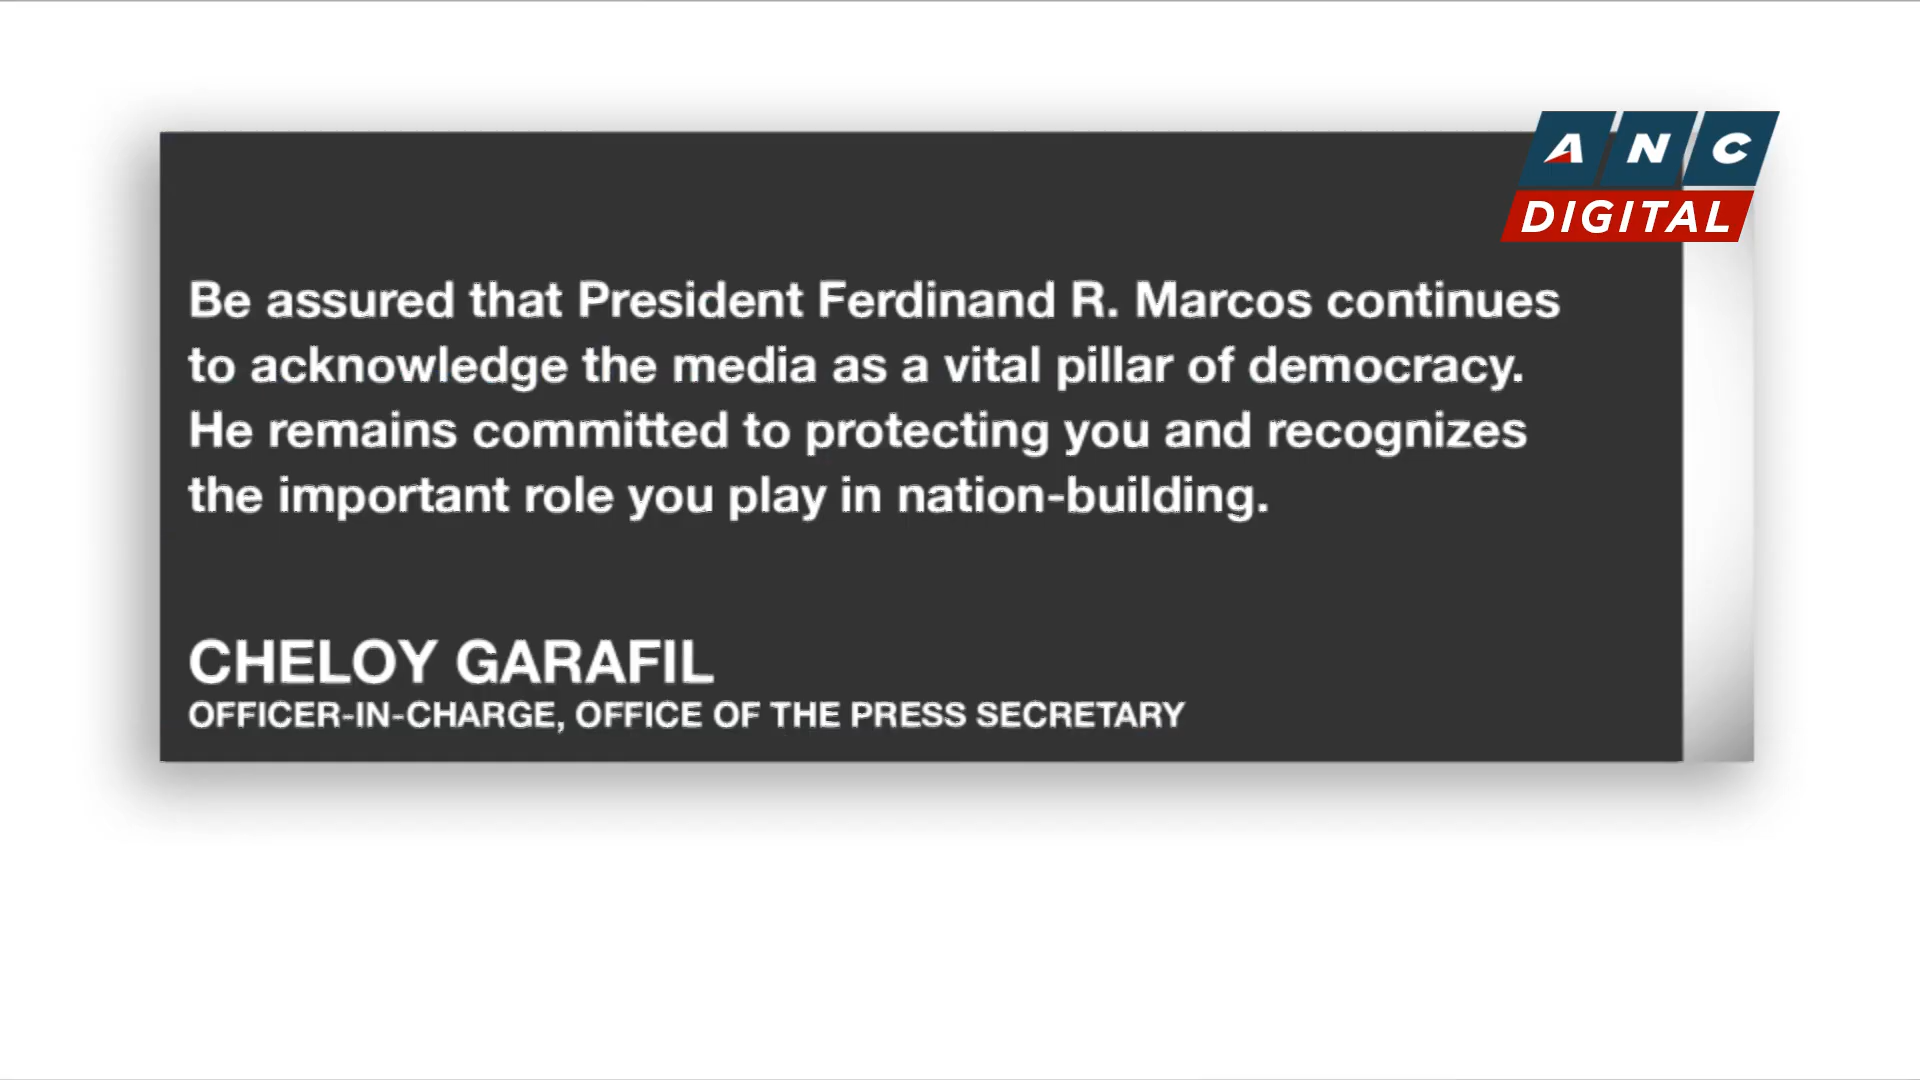 ANC
DIGITAL
Be assured that President Ferdinand R. Marcos continues
to acknowledge the media as a vital pillar of democracy.
He remains committed to protecting you and recognizes
the important role you play in nation-building.
CHELOY GARAFIL
OFFICER-IN-CHARGE, OFFICE OF THE PRESS SECRETARY